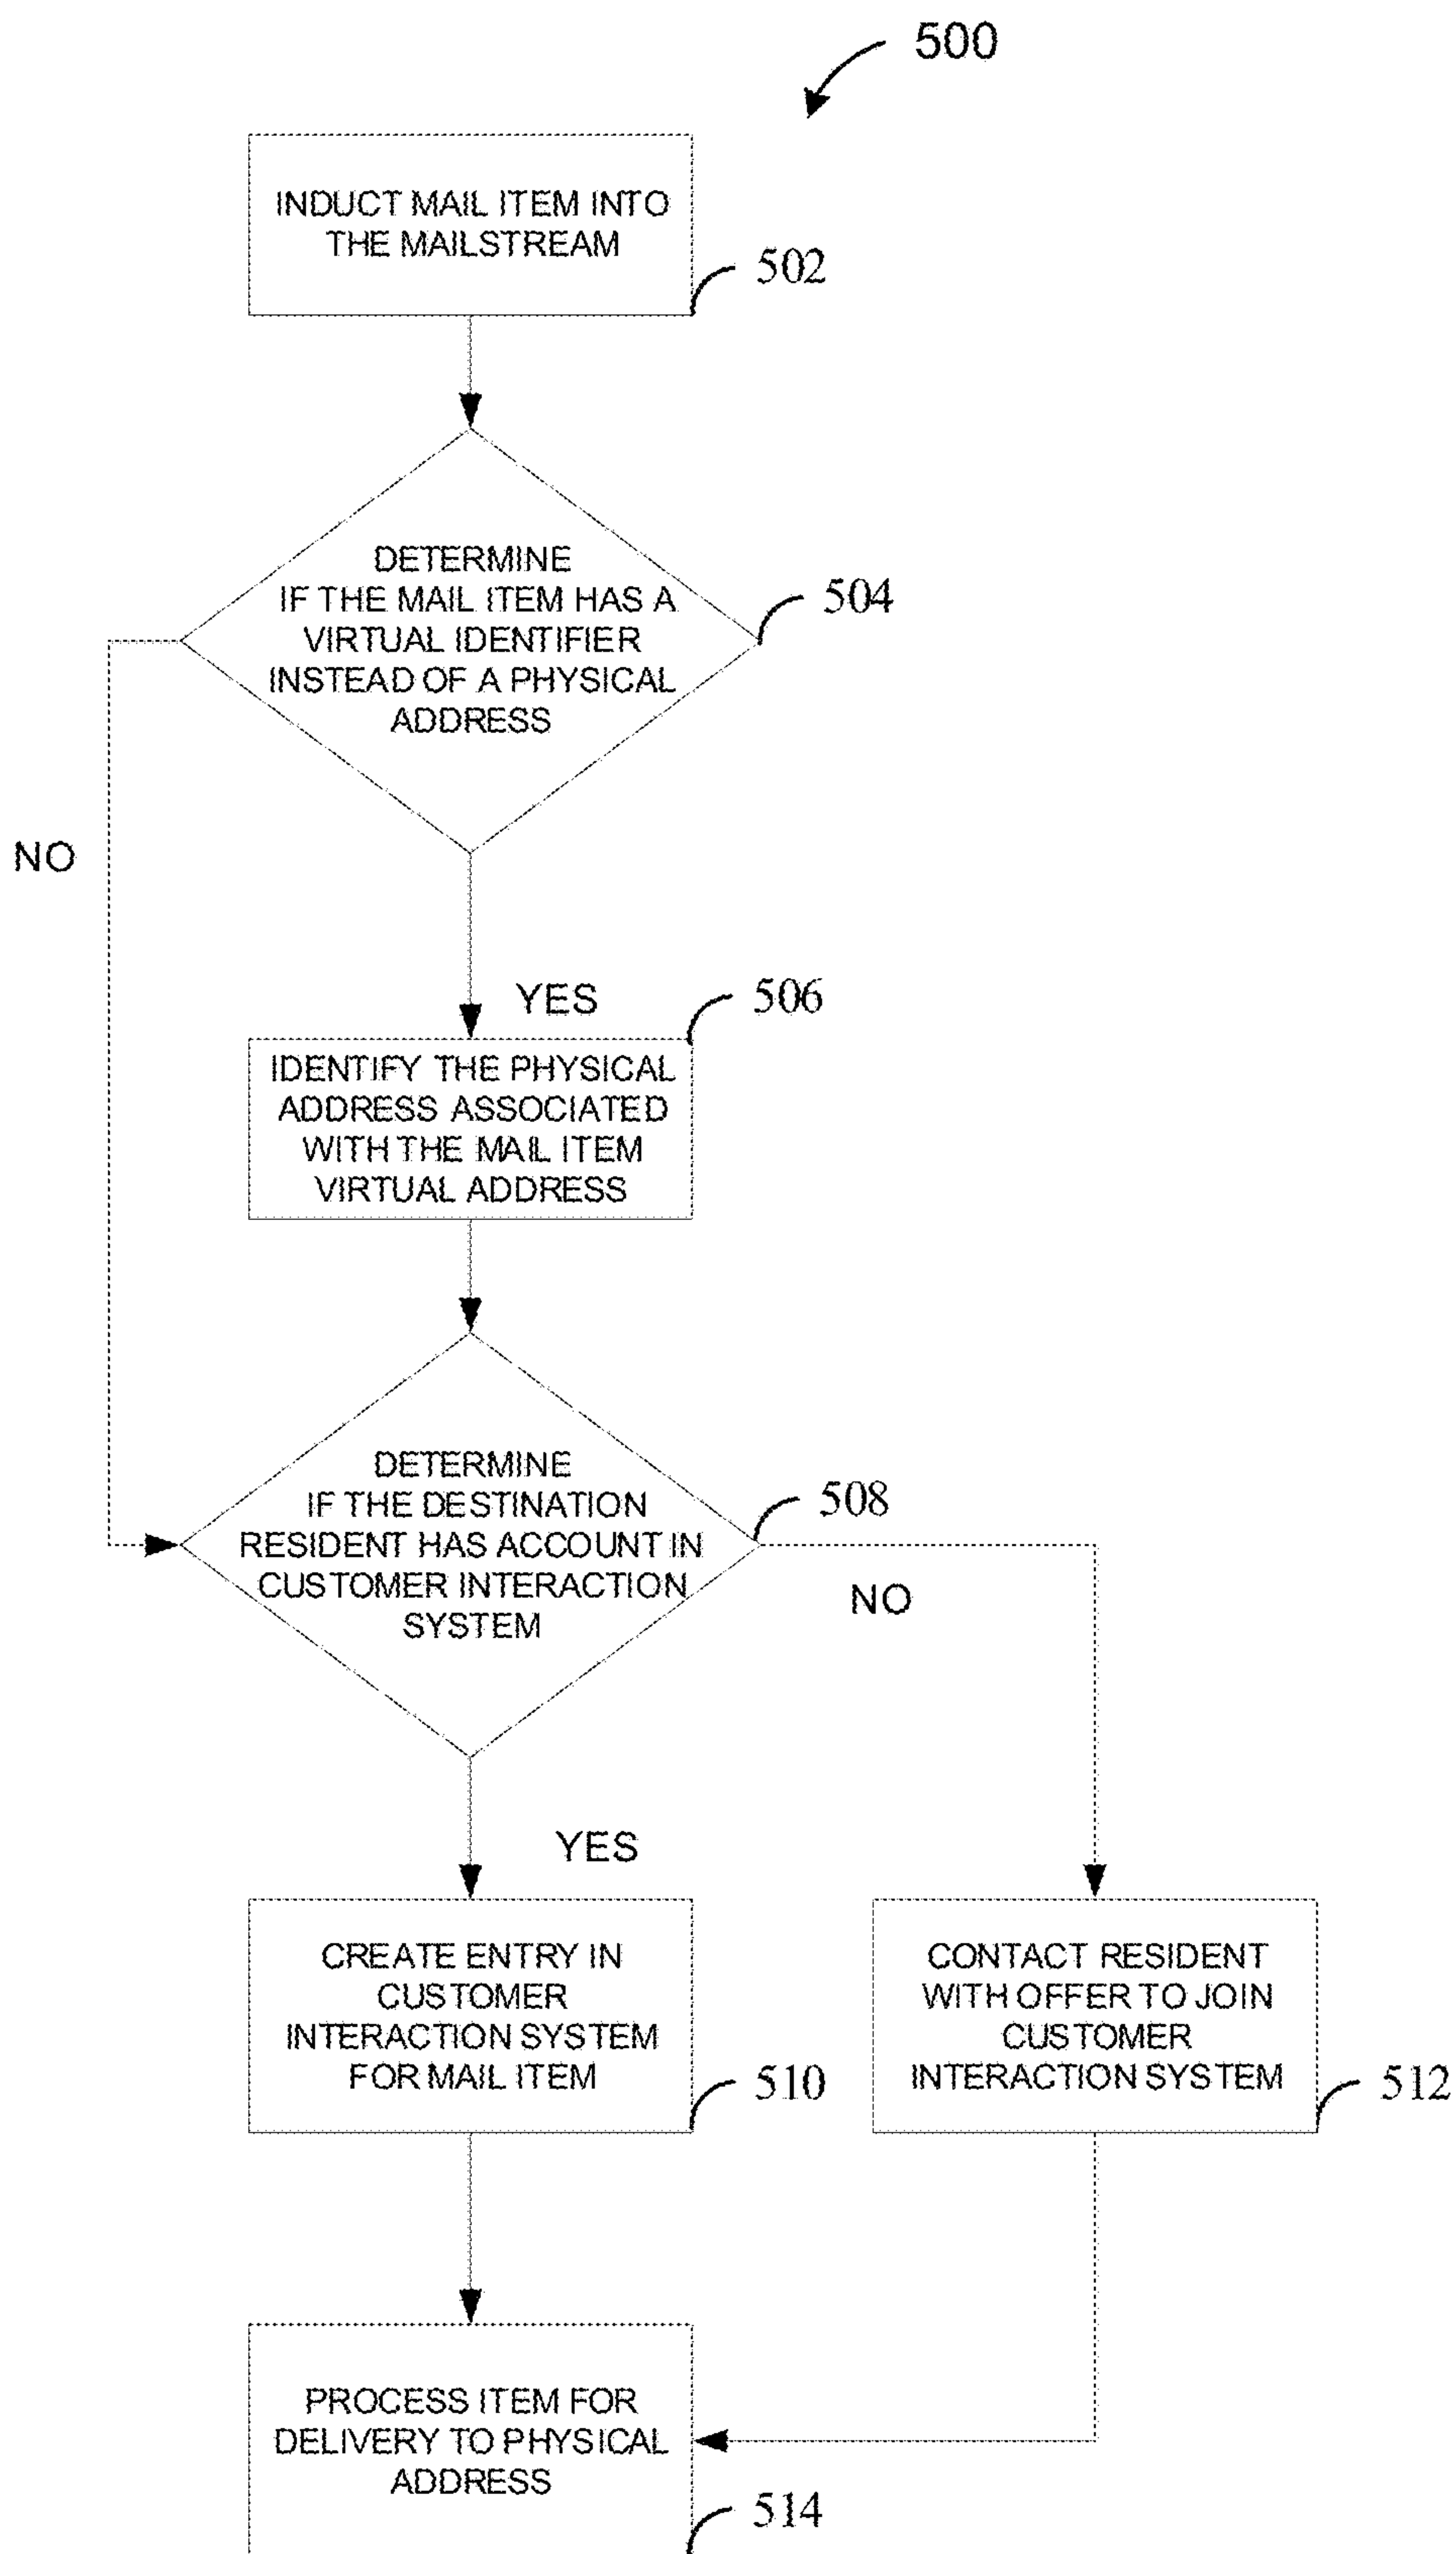 500
INDUCT MAIL ITEM INTO
THE MAILSTREAM
502
DETERMINE
IF THE MAIL ITEM HAS A
VIRTUAL IDENTIFIER
INSTEAD OF A PHYSICAL
ADDRESS
504
NO
YES
506
IDENTIFY THE PHYSICAL
ADDRESS ASSOCIATED
WITH THE MAIL ITEM
VIRTUAL ADDRESS
DETERMINE
IF THE DESTINATION
RESIDENT HAS ACCOUNT IN
CUSTOMER INTERACTION
SYSTEM
508
NO
YES
CREATE ENTRY IN
CUSTOMER
INTERACTION SYSTEM
FOR MAIL ITEM
510
CONTACT RESIDENT
WITH OFFER TO JOIN
CUSTOMER
INTERACTION SYSTEM
512
PROCESS ITEM FOR
DELIVERY TO PHYSICAL
ADDRESS
514